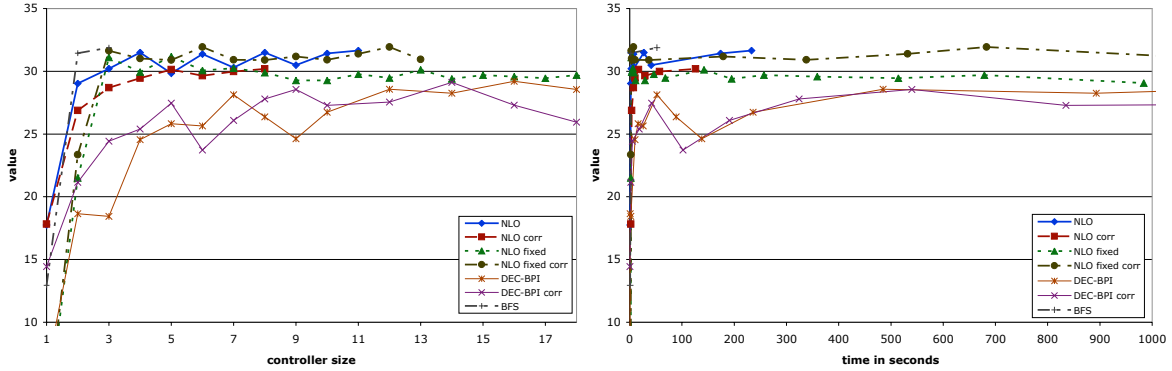 35
30
25
20
15
10
value
1
3
5
7
9
11
13
15
17
controller size
NLO
NLO corr
NLO fixed
NLO fixed corr
DEC-BPI
DEC-BPI corr
BFS
35
30
25
20
15
10
value
0
100
200
300
400
500
600
700
800
900
1000
time in seconds
NLO
NLO corr
NLO fixed
NLO fixed corr
DEC-BPI
DEC-BPI corr
BFS